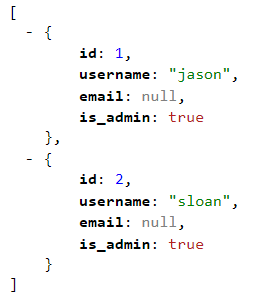 [
- {
id: 1,
username: "jason",
email: null,
is_admin: true
},
- {
id: 2,
username: "sloan",
email: null,
is_admin: true
}
]